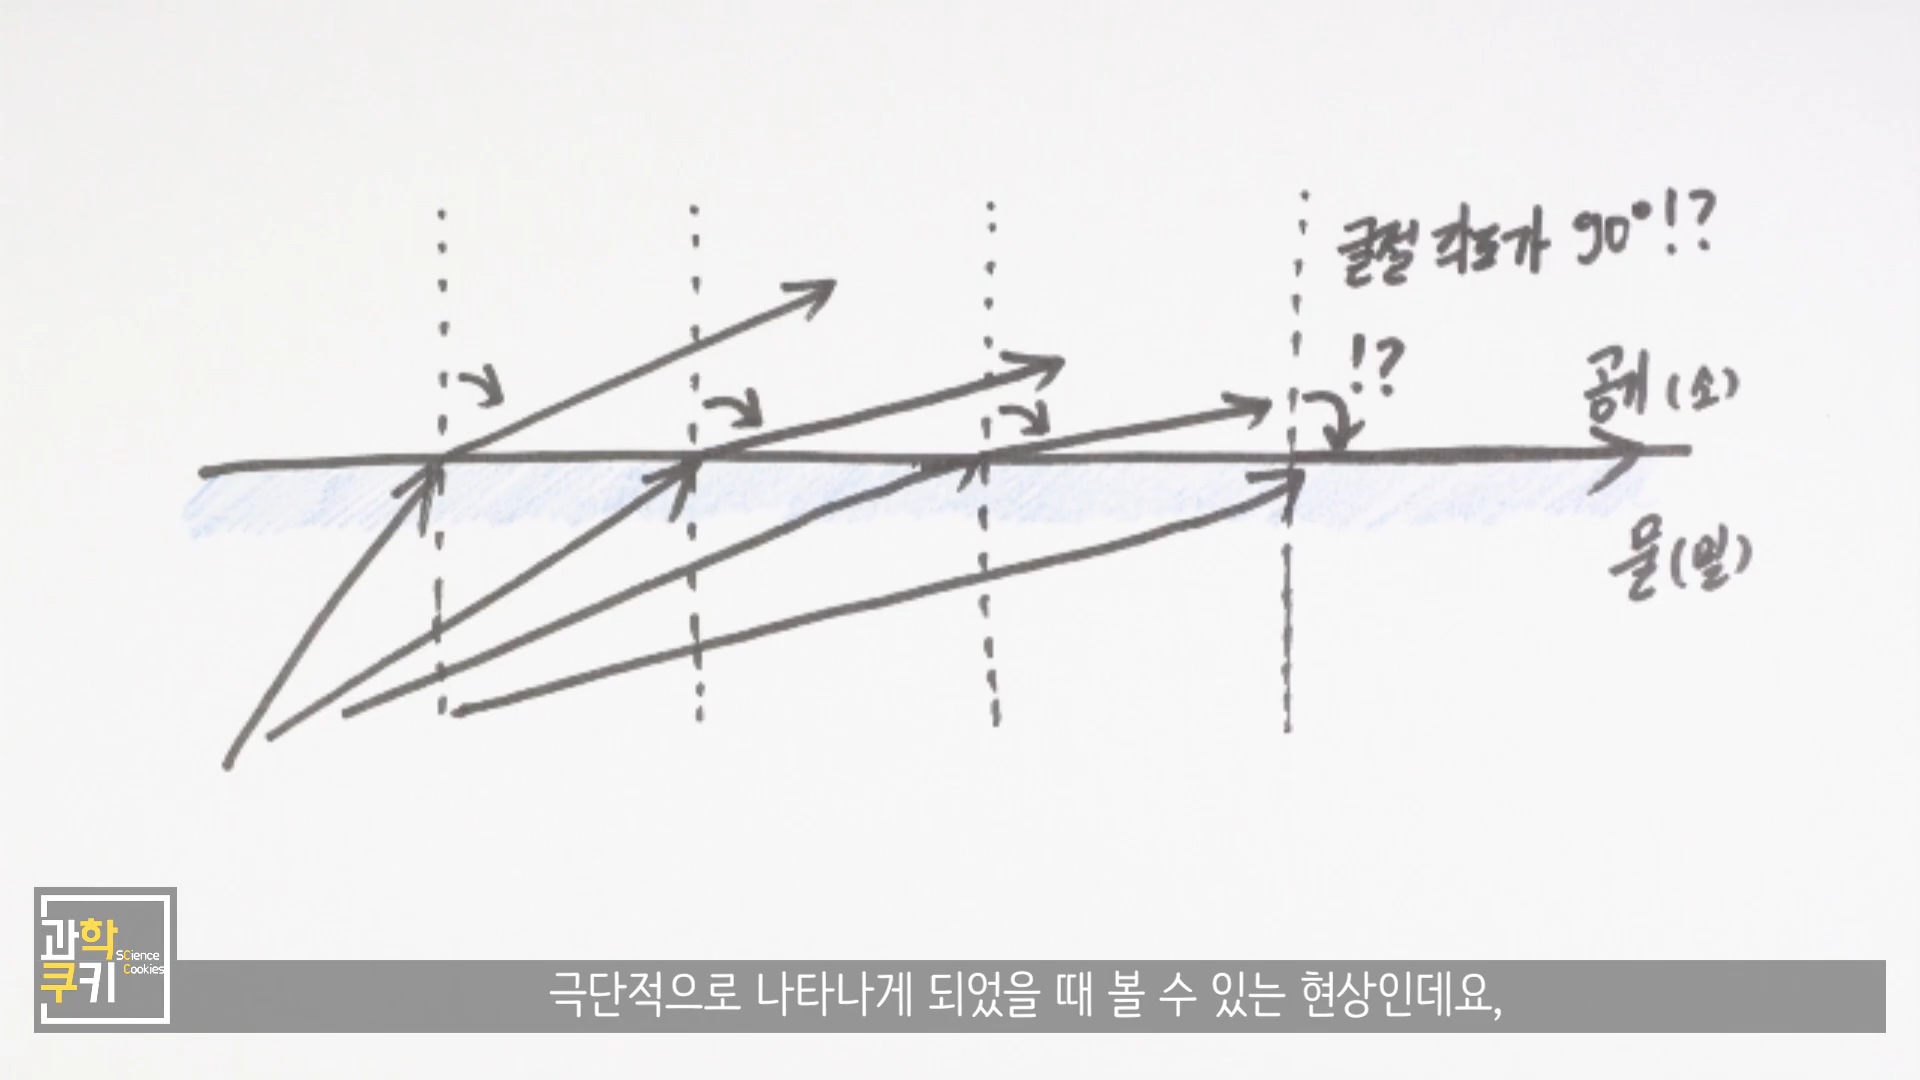 굴절 각도가 90°!?
!?
공기 (소)
물 (밀)
과학
Science
쿠키
Cookies
극단적으로 나타나게 되었을 때 볼 수 있는 현상인데요,